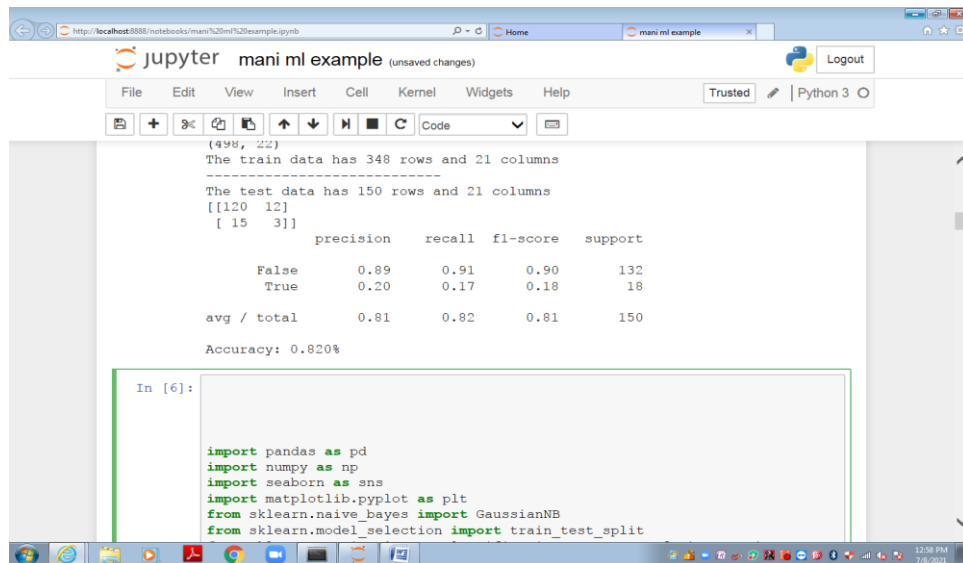 http://localhost:8888/notebooks/mani%20ml%20example.ipynb
Home
mani ml example
jupyter mani ml example (unsaved changes)
Logout
File Edit View Insert Cell Kernel Widgets Help
Trusted
Python 3
Code
(498, 22)
The train data has 348 rows and 21 columns
----------------------------
The test data has 150 rows and 21 columns
[[120 12]
[ 15 3]]
precision recall f1-score support
False 0.89 0.91 0.90 132
True 0.20 0.17 0.18 18
avg / total 0.81 0.82 0.81 150
Accuracy: 0.820%
In [6]:
import pandas as pd
import numpy as np
import seaborn as sns
import matplotlib.pyplot as plt
from sklearn.naive_bayes import GaussianNB
from sklearn.model_selection import train_test_split
12:58 PM
7/8/2021